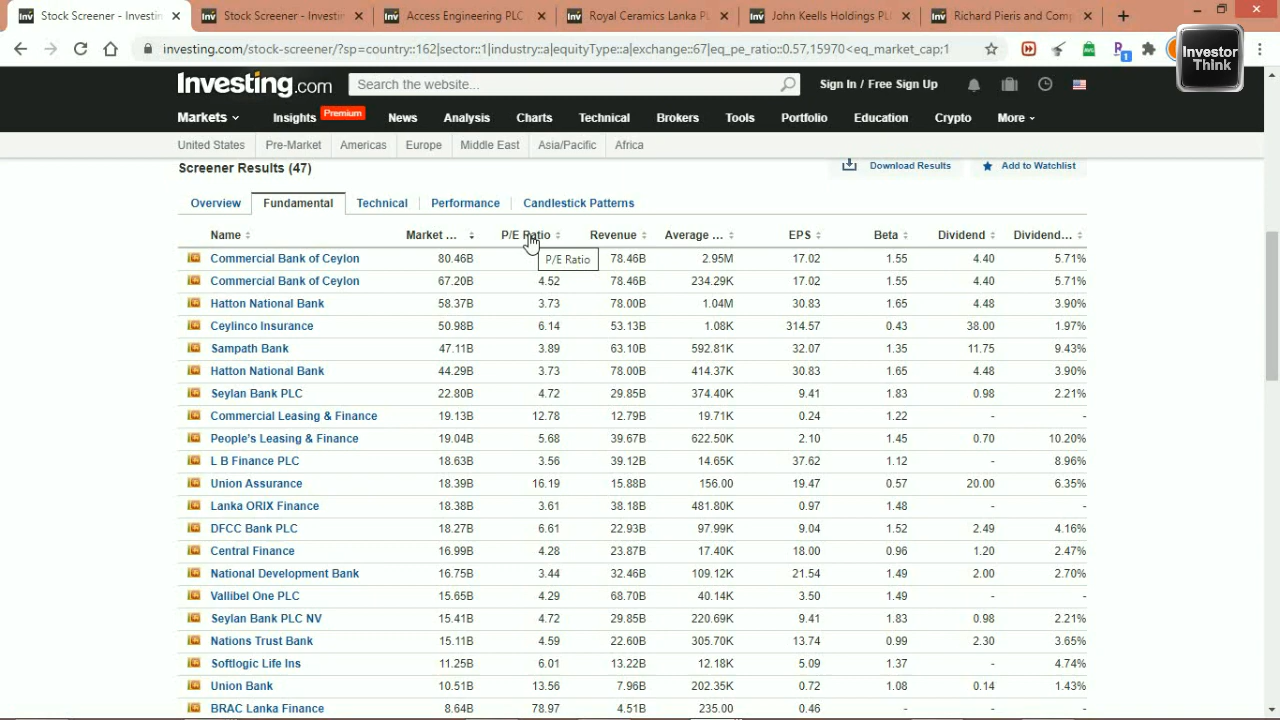 Stock Screener - Investin
Stock Screener - Investin
Access Engineering PLC
Royal Ceramics Lanka P
John Keells Holdings PL
Richard Pieris and Comp
investing.com/stock-screener/?sp=country::162|sector::1|industry::a|equityType::a|exchange:67|eq_pe_ratio::0.57,15970<eq_market_cap;1
Investor
Think
Investing.com
Search the website...
Sign In / Free Sign Up
Markets
Insights
Premium
News
Analysis
Charts
Technical
Brokers
Tools
Portfolio
Education
Crypto
More
United States
Pre-Market
Americas
Europe
Middle East
Asia/Pacific
Africa
Screener Results (47)
Download Results
Add to Watchlist
Overview
Fundamental
Technical
Performance
Candlestick Patterns
Name Market ... P/E Ratio Revenue Average ... EPS Beta Dividend Dividend...
P/E Ratio
Commercial Bank of Ceylon 80.46B 78.46B 2.95M 17.02 1.55 4.40 5.71%
Commercial Bank of Ceylon 67.20B 4.52 78.46B 234.29K 17.02 1.55 4.40 5.71%
Hatton National Bank 58.37B 3.73 78.00B 1.04M 30.83 1.65 4.48 3.90%
Ceylinco Insurance 50.98B 6.14 53.13B 1.08K 314.57 0.43 38.00 1.97%
Sampath Bank 47.11B 3.89 63.10B 592.81K 32.07 1.35 11.75 9.43%
Hatton National Bank 44.29B 3.73 78.00B 414.37K 30.83 1.65 4.48 3.90%
Seylan Bank PLC 22.80B 4.72 29.85B 374.40K 9.41 1.83 0.98 2.21%
Commercial Leasing & Finance 19.13B 12.78 12.79B 19.71K 0.24 1.22 - -
People's Leasing & Finance 19.04B 5.68 39.67B 622.50K 2.10 1.45 0.70 10.20%
L B Finance PLC 18.63B 3.56 39.12B 14.65K 37.62 1.12 - 8.96%
Union Assurance 18.39B 16.19 15.88B 156.00 19.47 0.57 20.00 6.35%
Lanka ORIX Finance 18.38B 3.61 38.18B 481.80K 0.97 1.48 - -
DFCC Bank PLC 18.27B 6.61 22.93B 97.99K 9.04 1.52 2.49 4.16%
Central Finance 16.99B 4.28 23.87B 17.40K 18.00 0.96 1.20 2.47%
National Development Bank 16.75B 3.44 32.46B 109.12K 21.54 1.49 2.00 2.70%
Vallibel One PLC 15.65B 4.29 68.70B 40.14K 3.50 1.49 - -
Seylan Bank PLC NV 15.41B 4.72 29.85B 220.69K 9.41 1.83 0.98 2.21%
Nations Trust Bank 15.11B 4.59 22.60B 305.70K 13.74 0.99 2.30 3.65%
Softlogic Life Ins 11.25B 6.01 13.22B 12.18K 5.09 1.37 - 4.74%
Union Bank 10.51B 13.56 7.96B 202.35K 0.72 1.08 0.14 1.43%
BRAC Lanka Finance 8.64B 78.97 4.51B 235.00 0.46 - - -